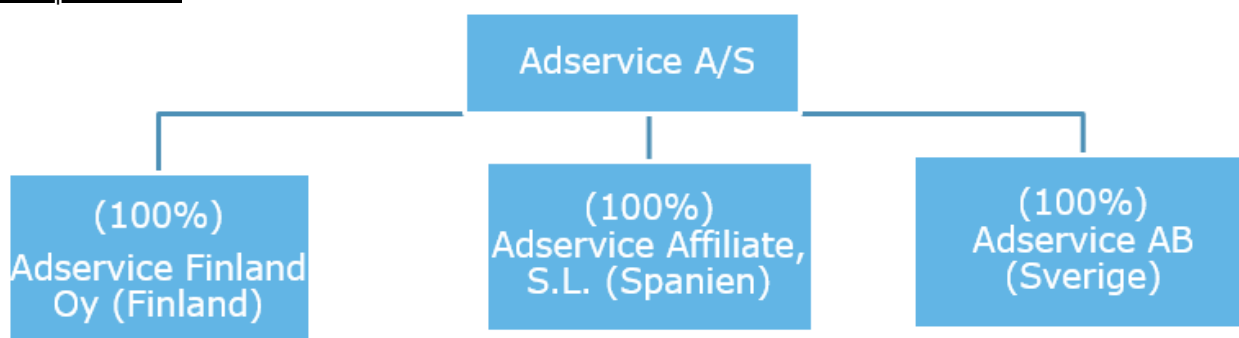 Adservice A/S
(100%)
Adservice Finland
Oy (Finland)
(100%)
Adservice Affiliate,
S.L. (Spanien)
(100%)
Adservice AB
(Sverige)